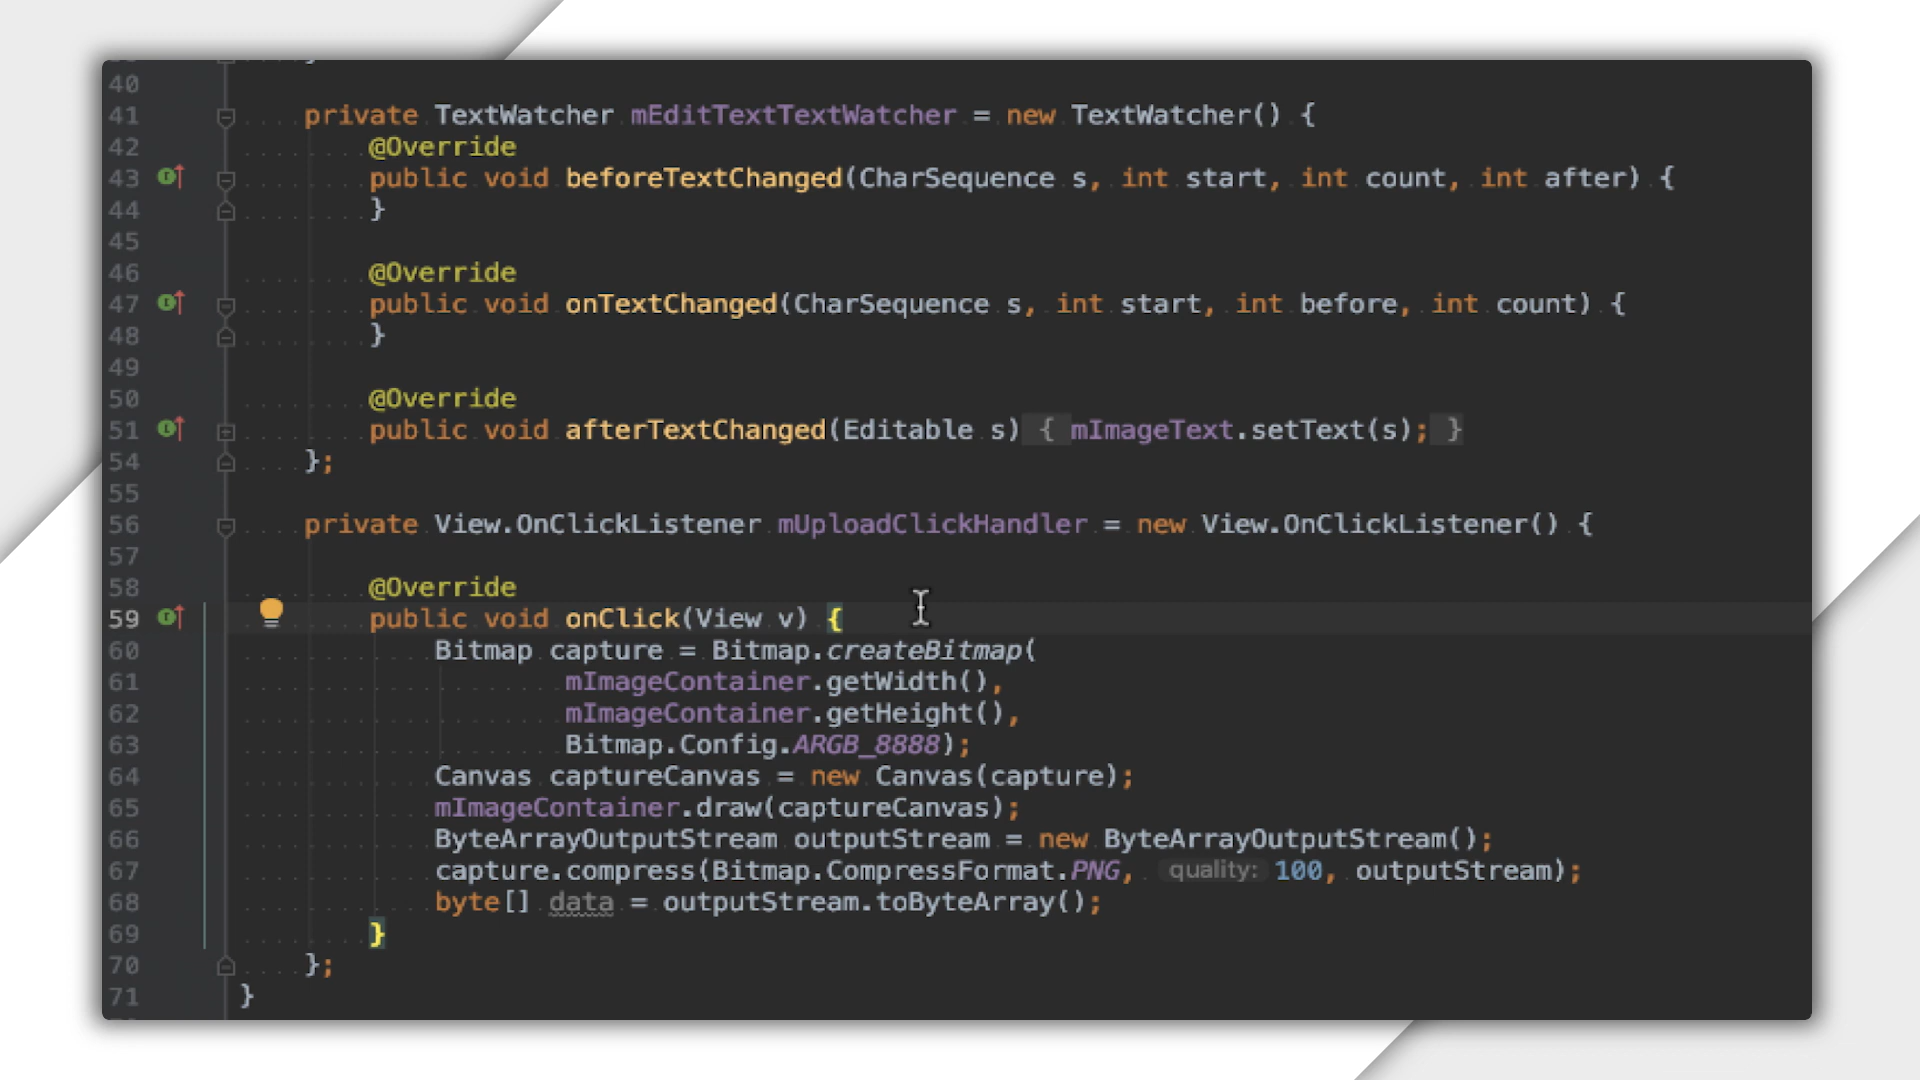 40
41 private TextWatcher mEditTextTextWatcher = new TextWatcher() {
42 @Override
43 public void beforeTextChanged(CharSequence s, int start, int count, int after) {
44 }
45
46 @Override
47 public void onTextChanged(CharSequence s, int start, int before, int count) {
48 }
49
50 @Override
51 public void afterTextChanged(Editable s) { mImageText.setText(s); }
54 };
55
56 private View.OnClickListener mUploadClickHandler = new View.OnClickListener() {
57
58 @Override
59 public void onClick(View v) {
60 Bitmap capture = Bitmap.createBitmap(
61 mImageContainer.getWidth(),
62 mImageContainer.getHeight(),
63 Bitmap.Config.ARGB_8888);
64 Canvas captureCanvas = new Canvas(capture);
65 mImageContainer.draw(captureCanvas);
66 ByteArrayOutputStream outputStream = new ByteArrayOutputStream();
67 capture.compress(Bitmap.CompressFormat.PNG, quality: 100, outputStream);
68 byte[] data = outputStream.toByteArray();
69 }
70 };
71 }